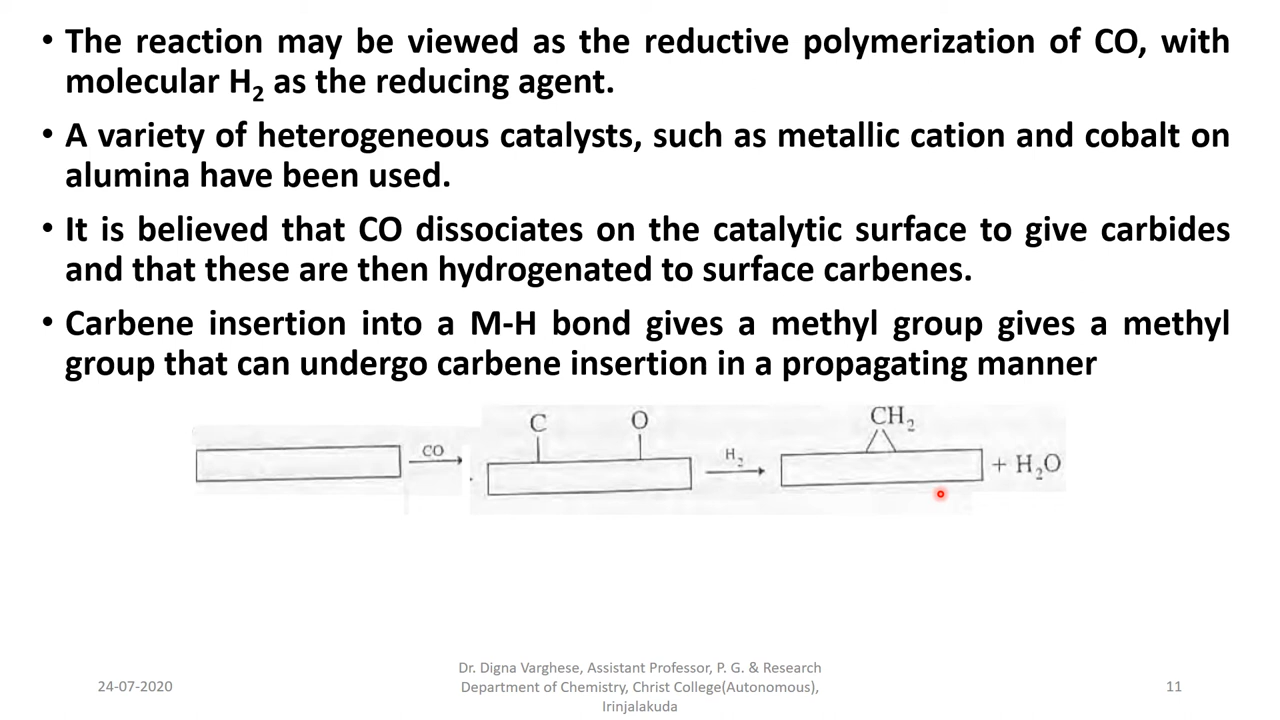 • The reaction may be viewed as the reductive polymerization of CO, with
molecular H₂ as the reducing agent.
• A variety of heterogeneous catalysts, such as metallic cation and cobalt on
alumina have been used.
• It is believed that CO dissociates on the catalytic surface to give carbides
and that these are then hydrogenated to surface carbenes.
• Carbene insertion into a M-H bond gives a methyl group gives a methyl
group that can undergo carbene insertion in a propagating manner
CO
C O
H₂
CH₂
+ H₂O
24-07-2020
Dr. Digna Varghese, Assistant Professor, P. G. & Research
Department of Chemistry, Christ College(Autonomous),
Irinjalakuda
11